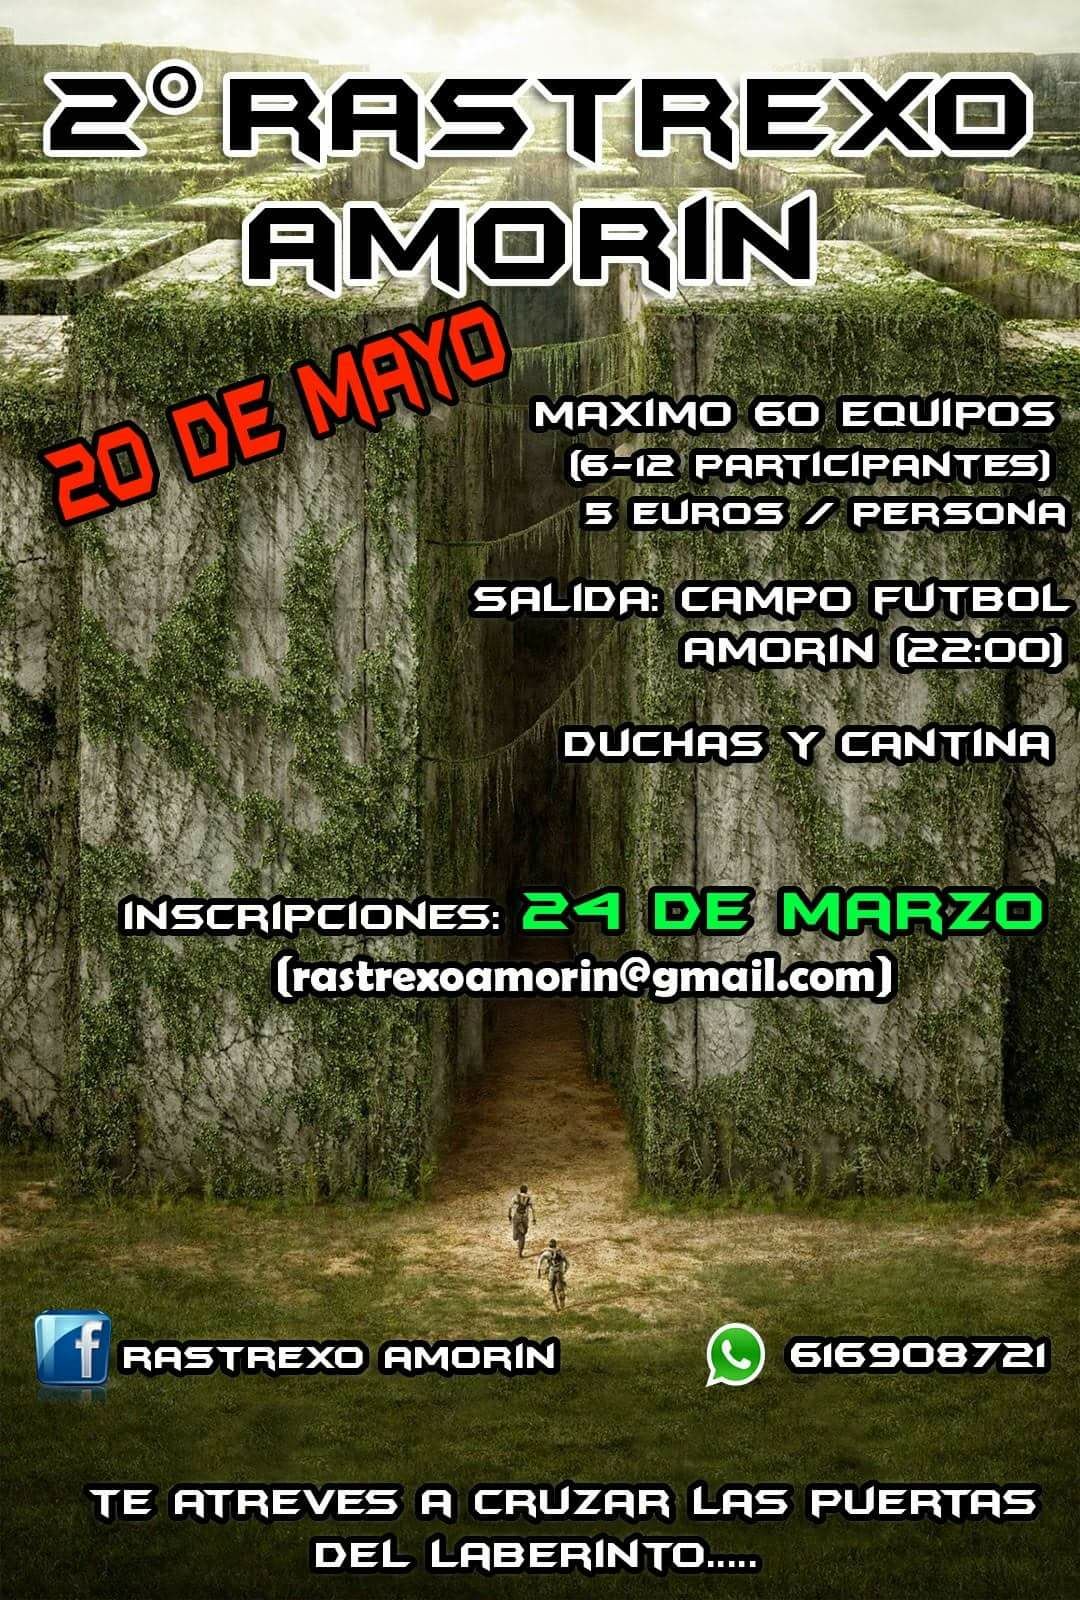 2º RASTREXO
AMORIN
20 DE MAYO
MAXIMO 60 EQUIPOS
(6-12 PARTICIPANTES)
5 EUROS / PERSONA
SALIDA: CAMPO FUTBOL
AMORIN (22:00)
DUCHAS Y CANTINA
INSCRIPCIONES: 24 DE MARZO
(rastrexoamorin@gmail.com)
f RASTREXO AMORIN
616908721
TE ATREVES A CRUZAR LAS PUERTAS
DEL LABERINTO.....